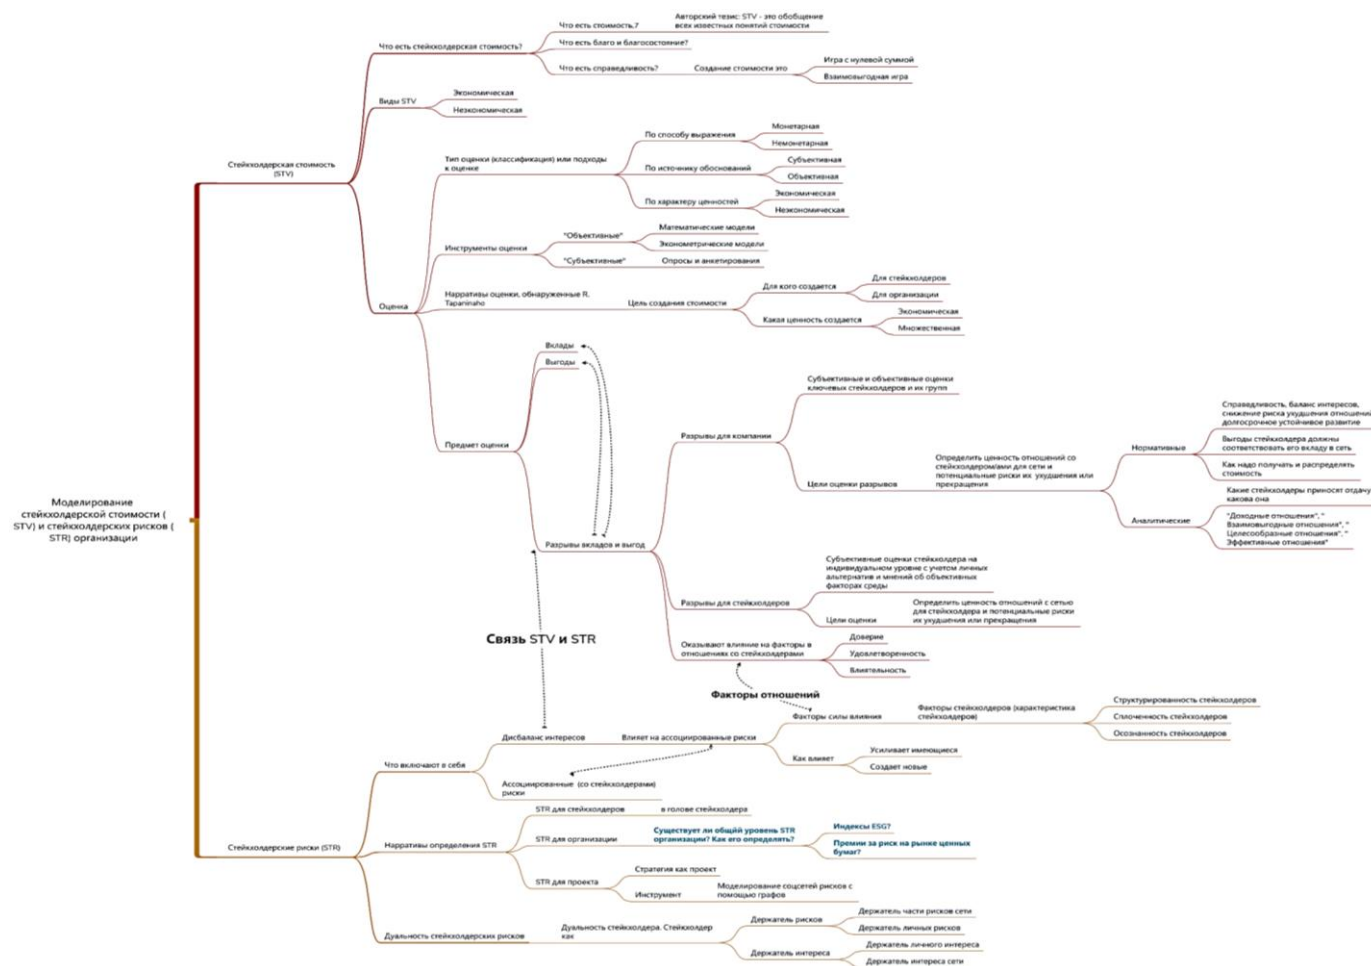 Моделирование
стейкхолдерской стоимости (
STV) и стейкхолдерских рисков (
STR) организации
Стейкхолдерская стоимость
(STV)
Что есть стейкхолдерская стоимость?
Что есть стоимость,?
Авторский тезис: STV - это обобщение
всех известных понятий стоимости
Что есть благо и благосостояние?
Что есть справедливость?
Создание стоимости это
Игра с нулевой суммой
Взаимовыгодная игра
Виды STV
Экономическая
Неэкономическая
Оценка
Тип оценки (классификация) или подходы
к оценке
По способу выражения
Монетарная
Немонетарная
По источнику обоснований
Субъективная
Объективная
По характеру ценностей
Экономическая
Неэкономическая
Инструменты оценки
"Объективные"
Математические модели
Эконометрические модели
"Субъективные"
Опросы и анкетирования
Нарративы оценки, обнаруженные R.
Tapaninaho
Цель создания стоимости
Для кого создается
Для стейкхолдеров
Для организации
Какая ценность создается
Экономическая
Множественная
Предмет оценки
Вклады
Выгоды
Разрывы вкладов и выгод
Разрывы для компании
Субъективные и объективные оценки
ключевых стейкхолдеров и их групп
Цели оценки разрывов
Определить ценность отношений со
стейкхолдером/ами для сети и
потенциальные риски их ухудшения или
прекращения
Нормативные
Справедливость, баланс интересов,
снижение риска ухудшения отношений
долгосрочное устойчивое развитие
Выгоды стейкхолдера должны
соответствовать его вкладу в сеть
Как надо получать и распределять
стоимость
Аналитические
Какие стейкхолдеры приносят отдачу
какова она
"Доходные отношения", "
Взаимовыгодные отношения", "
Целесообразные отношения", "
Эффективные отношения"
Разрывы для стейкхолдеров
Субъективные оценки стейкхолдера на
индивидуальном уровне с учетом личных
альтернатив и мнений об объективных
факторах среды
Цели оценки
Определить ценность отношений с сетью
для стейкхолдера и потенциальные риски
их ухудшения или прекращения
Оказывают влияние на факторы в
отношениях со стейкхолдерами
Доверие
Удовлетворенность
Влиятельность
Связь STV и STR
Факторы отношений
Стейкхолдерские риски (STR)
Что включают в себя
Дисбаланс интересов
Влияет на ассоциированные риски
Факторы силы влияния
Факторы стейкхолдеров (характеристика
стейкхолдеров)
Структурированность стейкхолдеров
Сплоченность стейкхолдеров
Осознанность стейкхолдеров
Как влияет
Усиливает имеющиеся
Создает новые
Ассоциированные (со стейкхолдерами)
риски
Нарративы определения STR
STR для стейкхолдеров
в голове стейкхолдера
STR для организации
Существует ли общий уровень STR
организации? Как его определять?
Индексы ESG?
Премии за риск на рынке ценных
бумаг?
STR для проекта
Стратегия как проект
Инструмент
Моделирование соцсетей рисков с
помощью графов
Дуальность стейкхолдерских рисков
Дуальность стейкхолдера. Стейкхолдер
как
Держатель рисков
Держатель части рисков сети
Держатель личных рисков
Держатель интереса
Держатель личного интереса
Держатель интереса сети